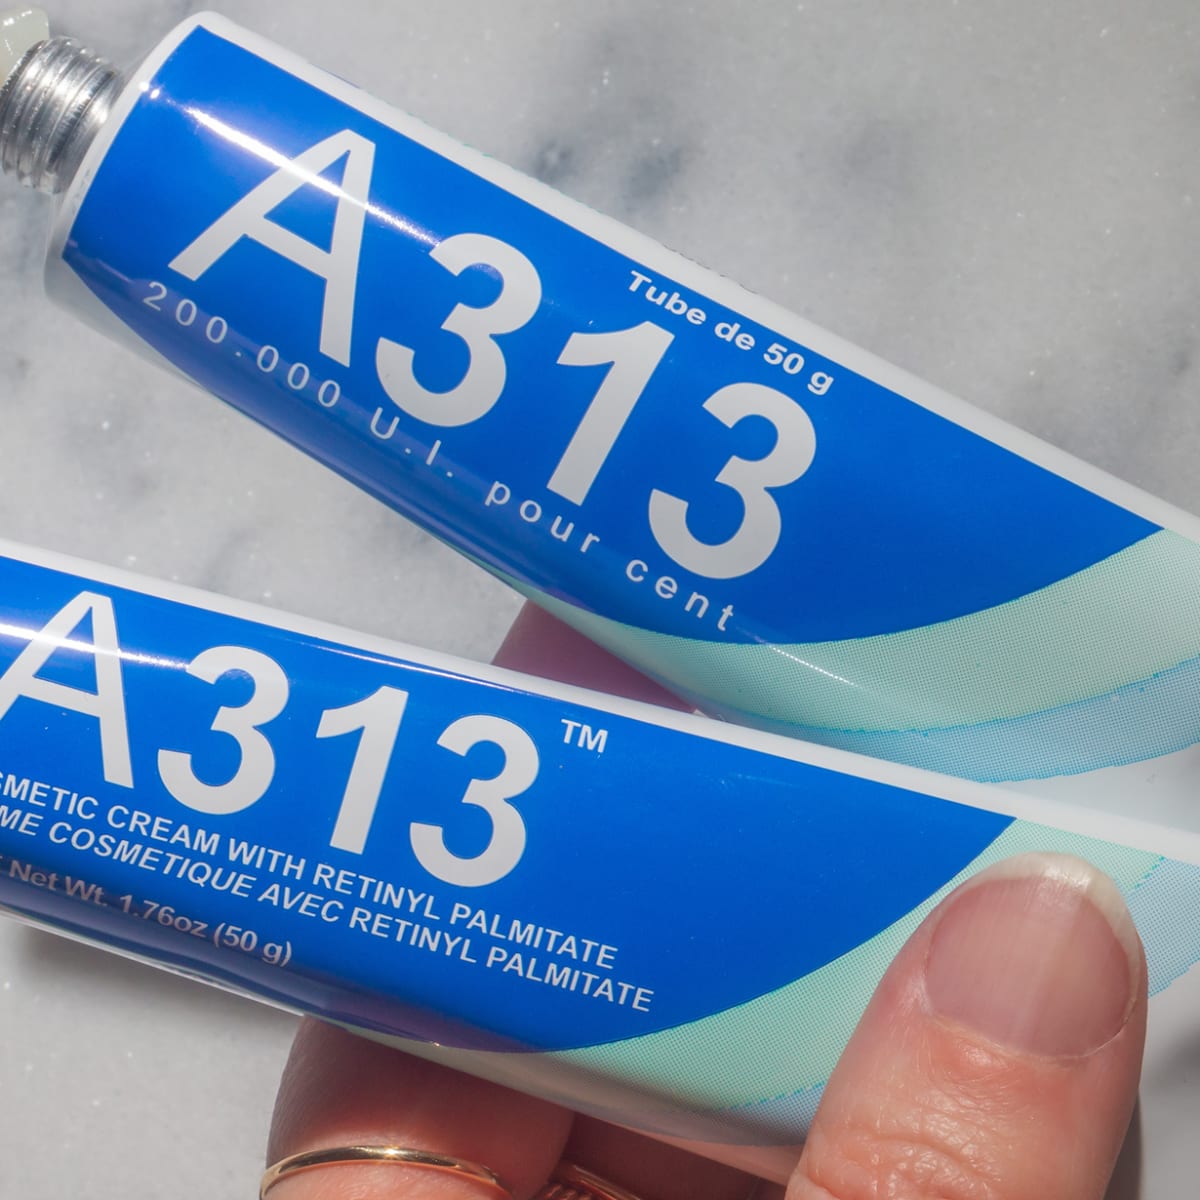 A313
Tube de 50 g
200.000 U.I. pour cent
A313™
COSMETIC CREAM WITH RETINYL PALMITATE
COSMETIQUE AVEC RETINYL PALMITATE
Net Wt. 1.76oz (50 g)